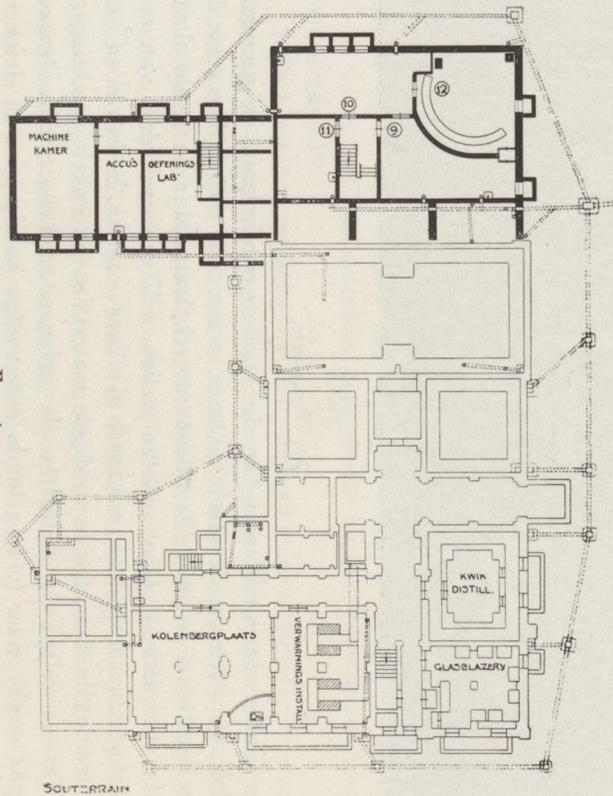 MACHINE
KAMER
ACCU'S
OEFENINGS
LAB.
10
11
9
12
KWIK
DISTILL.
KOLENBERGPLAATS
VERWARMINGS INSTALL.
GLASBLAZERY
SOUTERRAIN